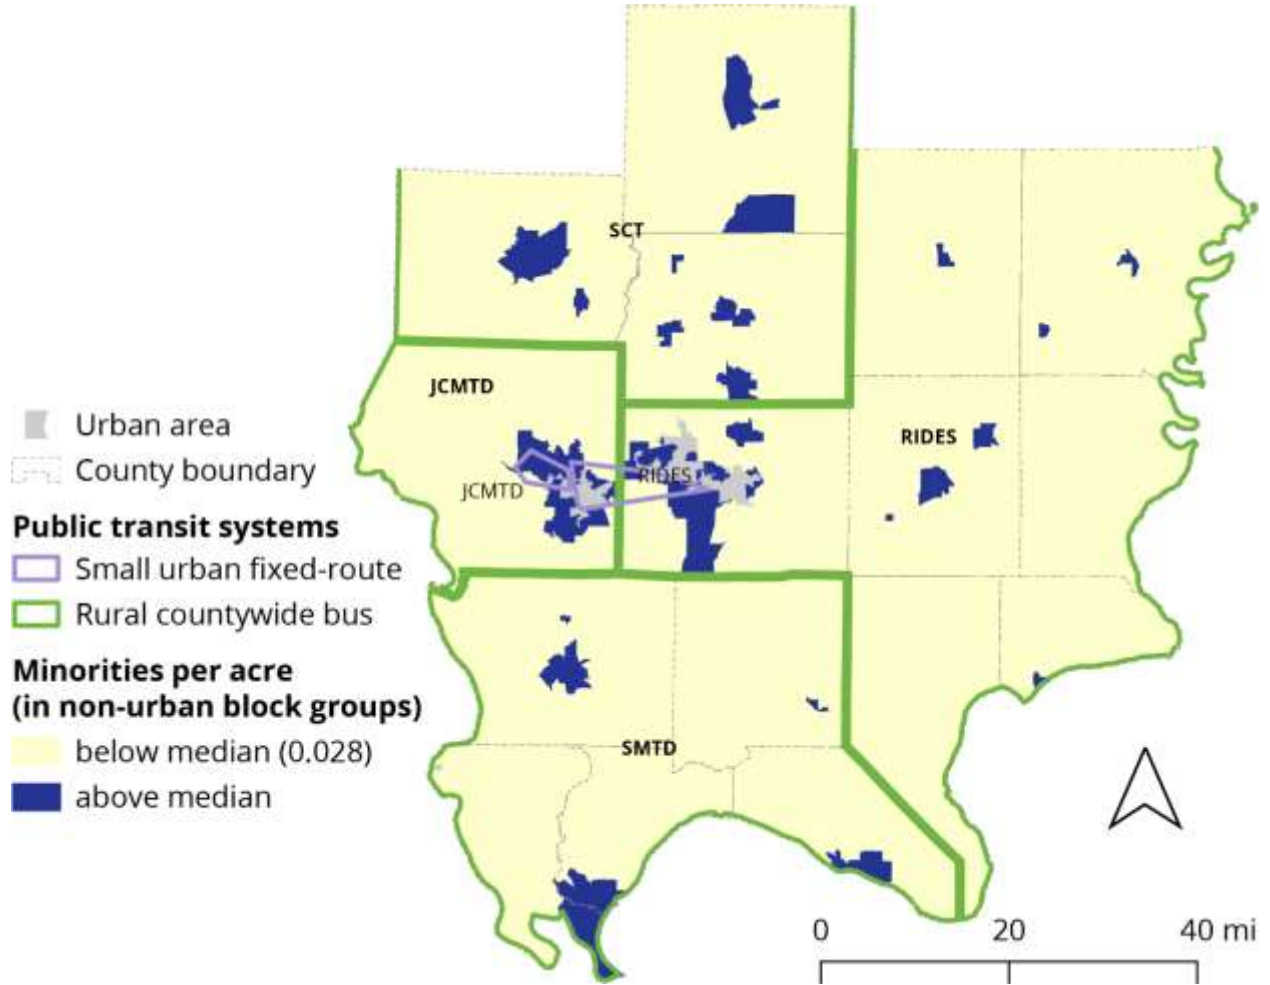 SCT
JCMTD
RIDES
RIDES
JCMTD
SMTD
Urban area
County boundary
Public transit systems
Small urban fixed-route
Rural countywide bus
Minorities per acre
(in non-urban block groups)
below median (0.028)
above median
0 20 40 mi